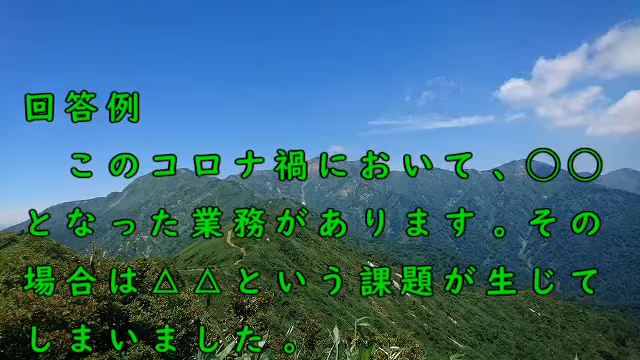 回答例
　このコロナ禍において、〇〇
となった業務があります。その
場合は△△という課題が生じて
しまいました。